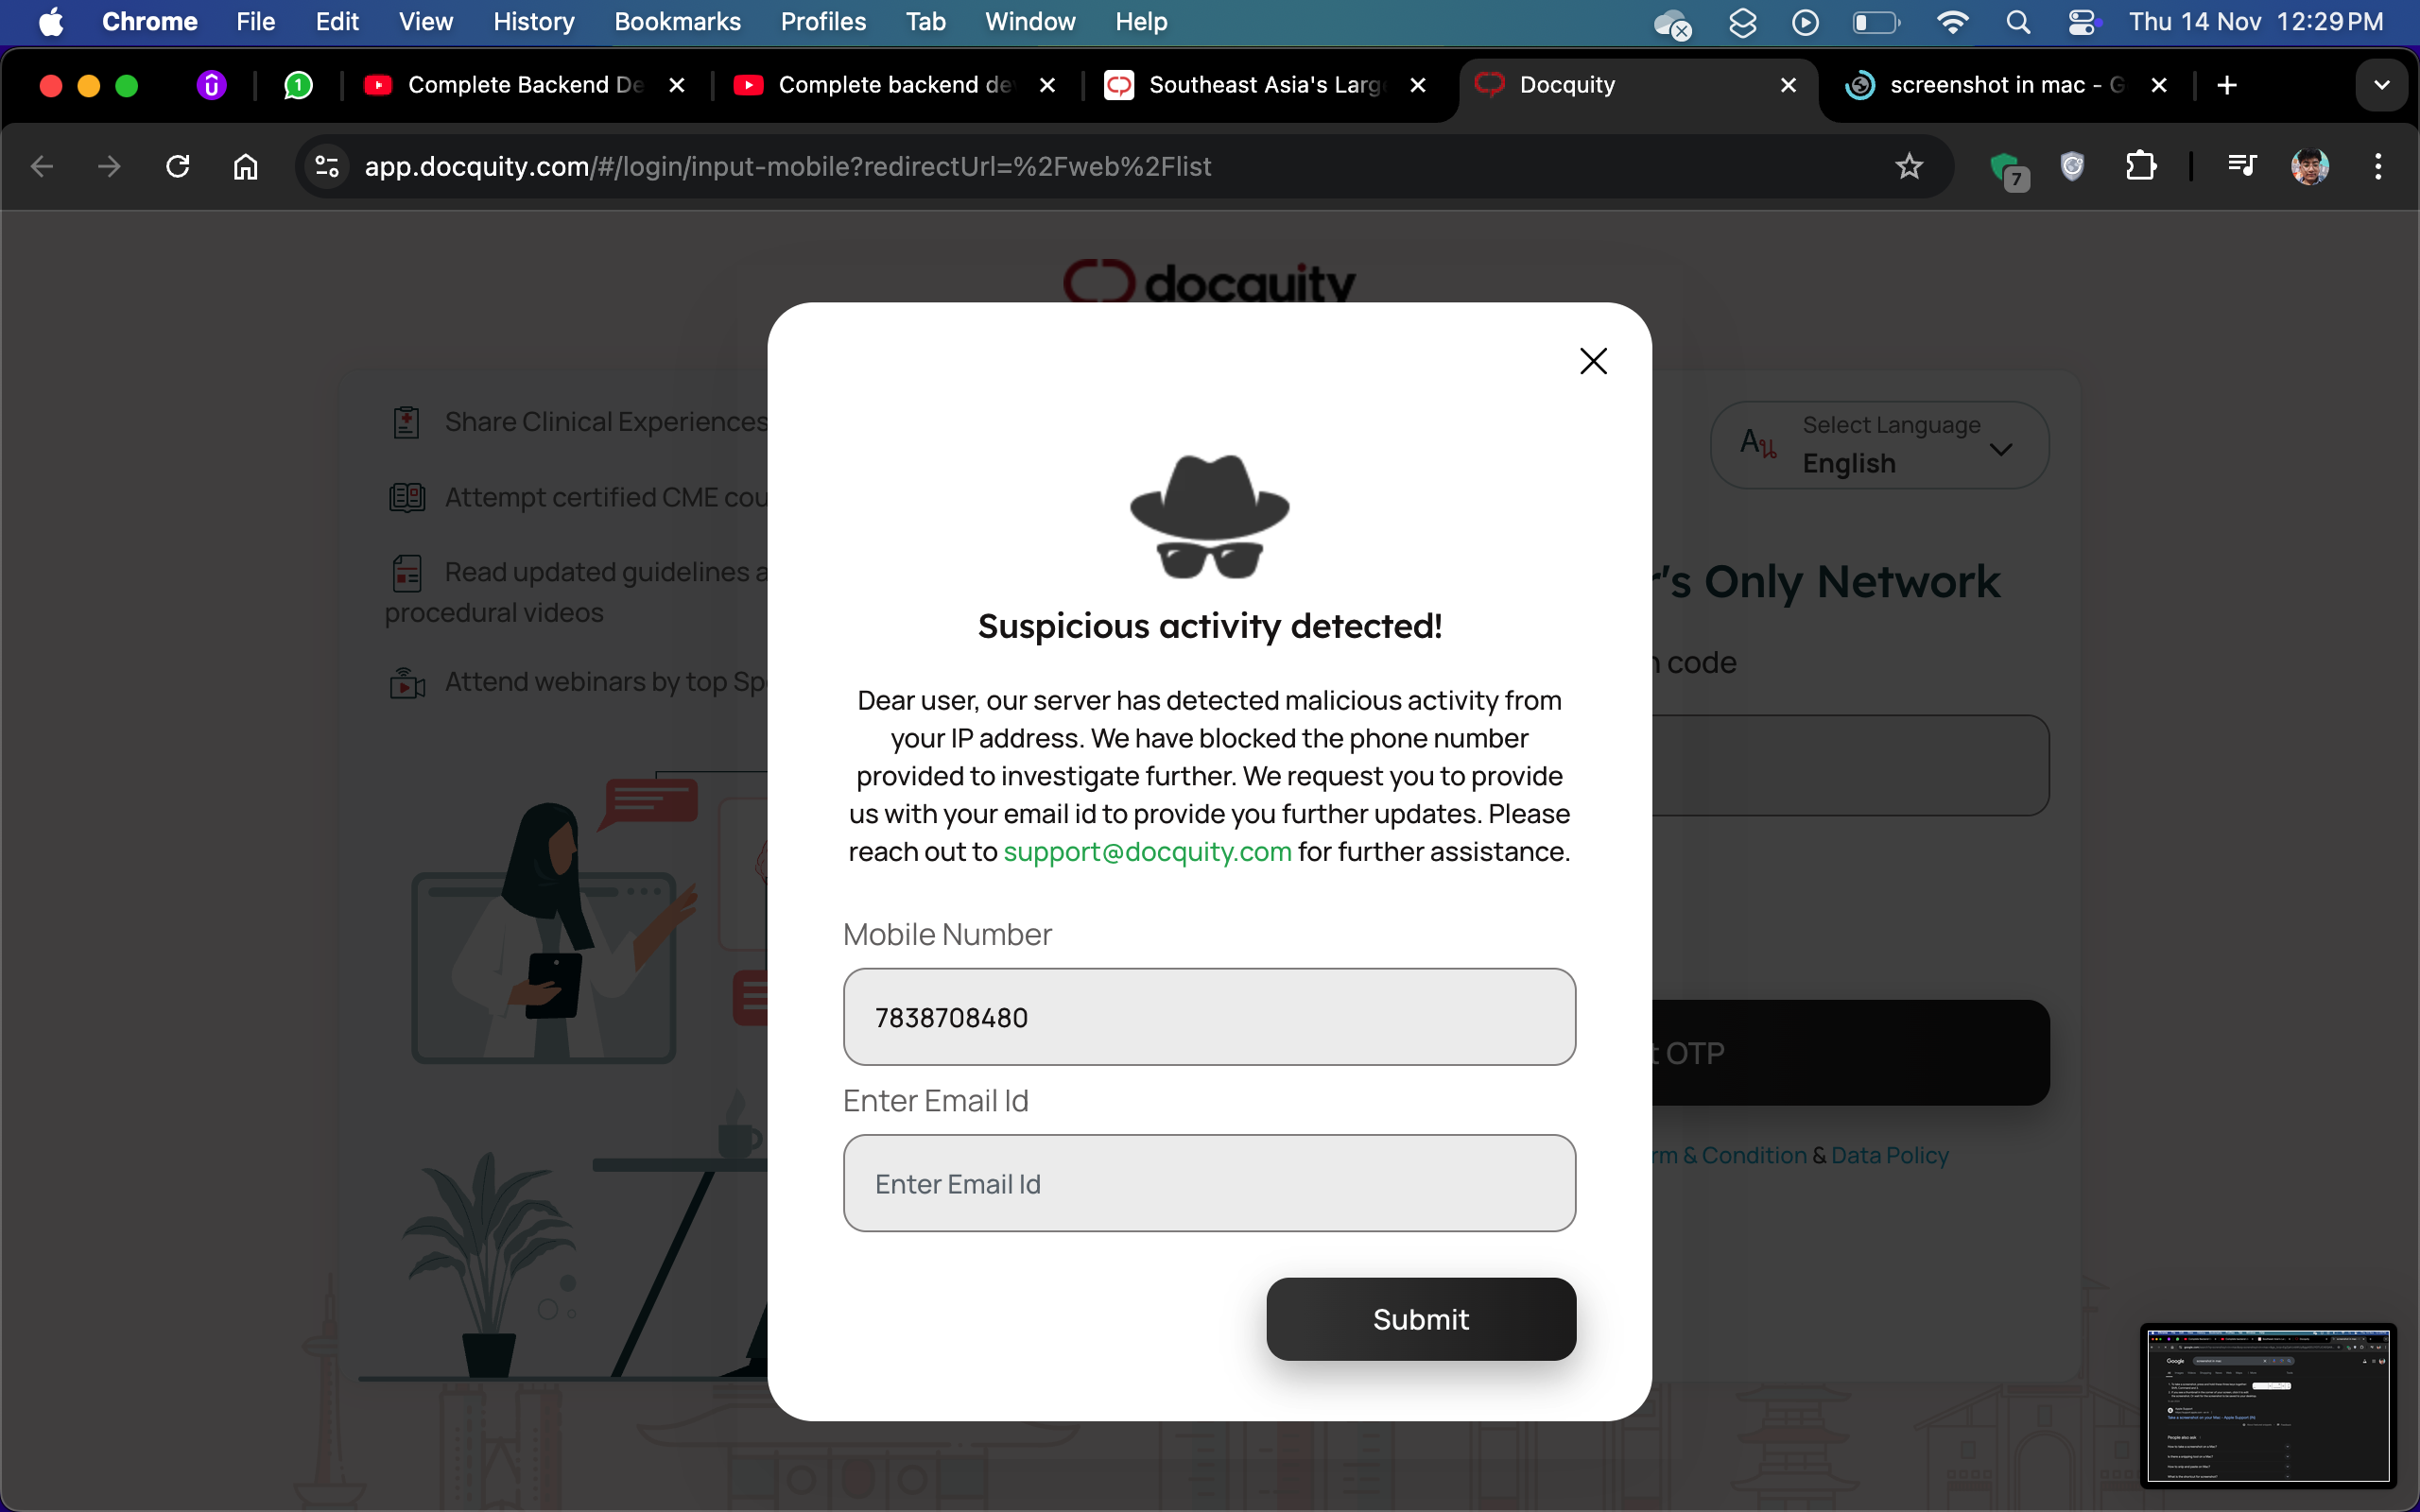 Chrome File Edit View History Bookmarks Profiles Tab Window Help Thu 14 Nov 12:29 PM
1 Complete Backend De Complete backend de Southeast Asia's Larg Docquity screenshot in mac - G
app.docquity.com/#/login/input-mobile?redirectUrl=%2Fweb%2Flist 7
docquity
Share Clinical Experiences
Attempt certified CME cou
Read updated guidelines a
procedural videos
Attend webinars by top Sp
Select Language
English
r's Only Network
code
t OTP
rm & Condition & Data Policy
Suspicious activity detected!
Dear user, our server has detected malicious activity from
your IP address. We have blocked the phone number
provided to investigate further. We request you to provide
us with your email id to provide you further updates. Please
reach out to support@docquity.com for further assistance.
Mobile Number
7838708480
Enter Email Id
Enter Email Id
Submit
Google